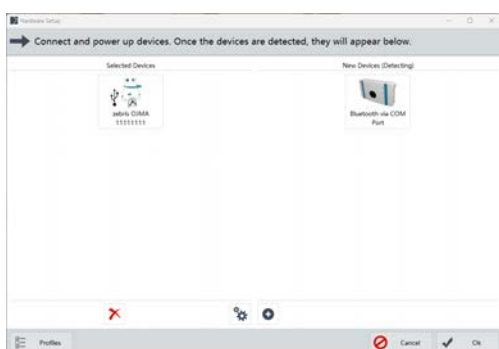 Hardware Setup
Connect and power up devices. Once the devices are detected, they will appear below.
Selected Devices
New Devices (Detecting)
zebris OJMA
11111111
Bluetooth via COM
Port
Profiles
Cancel
Ok